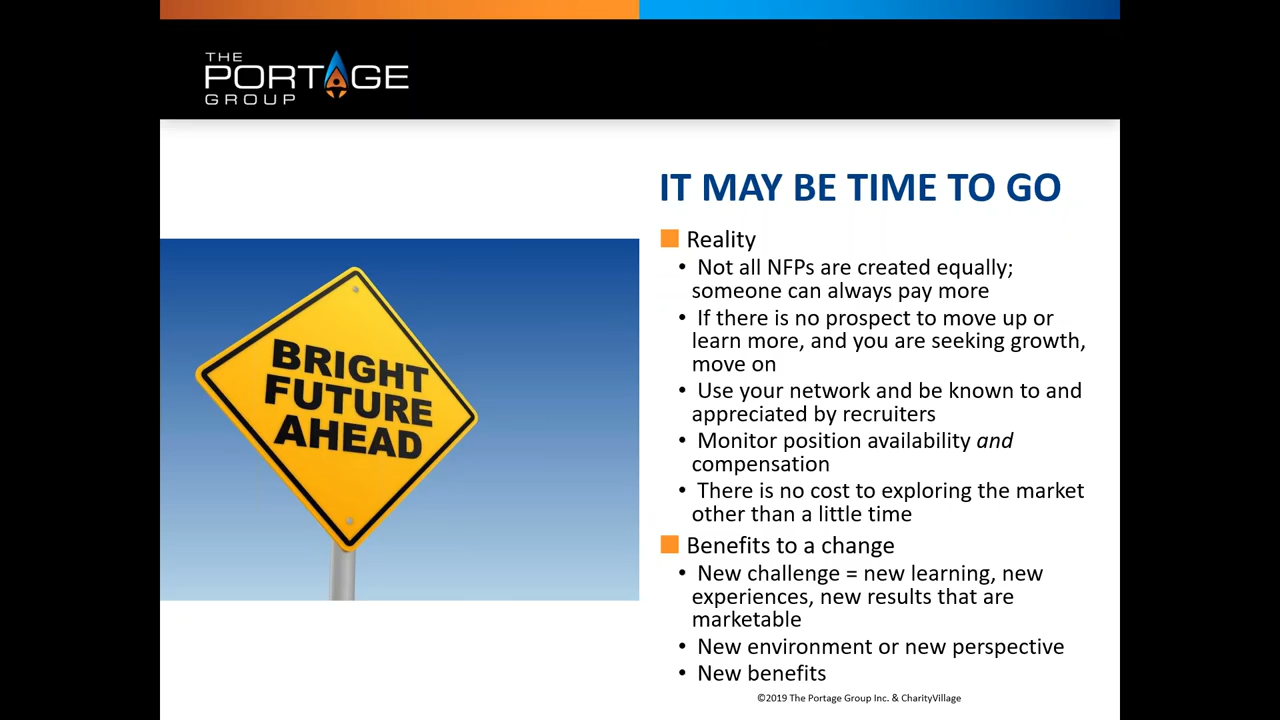 THE
PORTAGE
GROUP
IT MAY BE TIME TO GO
Reality
• Not all NFPs are created equally;
someone can always pay more
• If there is no prospect to move up or
learn more, and you are seeking growth,
move on
• Use your network and be known to and
appreciated by recruiters
• Monitor position availability and
compensation
• There is no cost to exploring the market
other than a little time
Benefits to a change
• New challenge = new learning, new
experiences, new results that are
marketable
• New environment or new perspective
• New benefits
BRIGHT
FUTURE
AHEAD
©2019 The Portage Group Inc. & CharityVillage